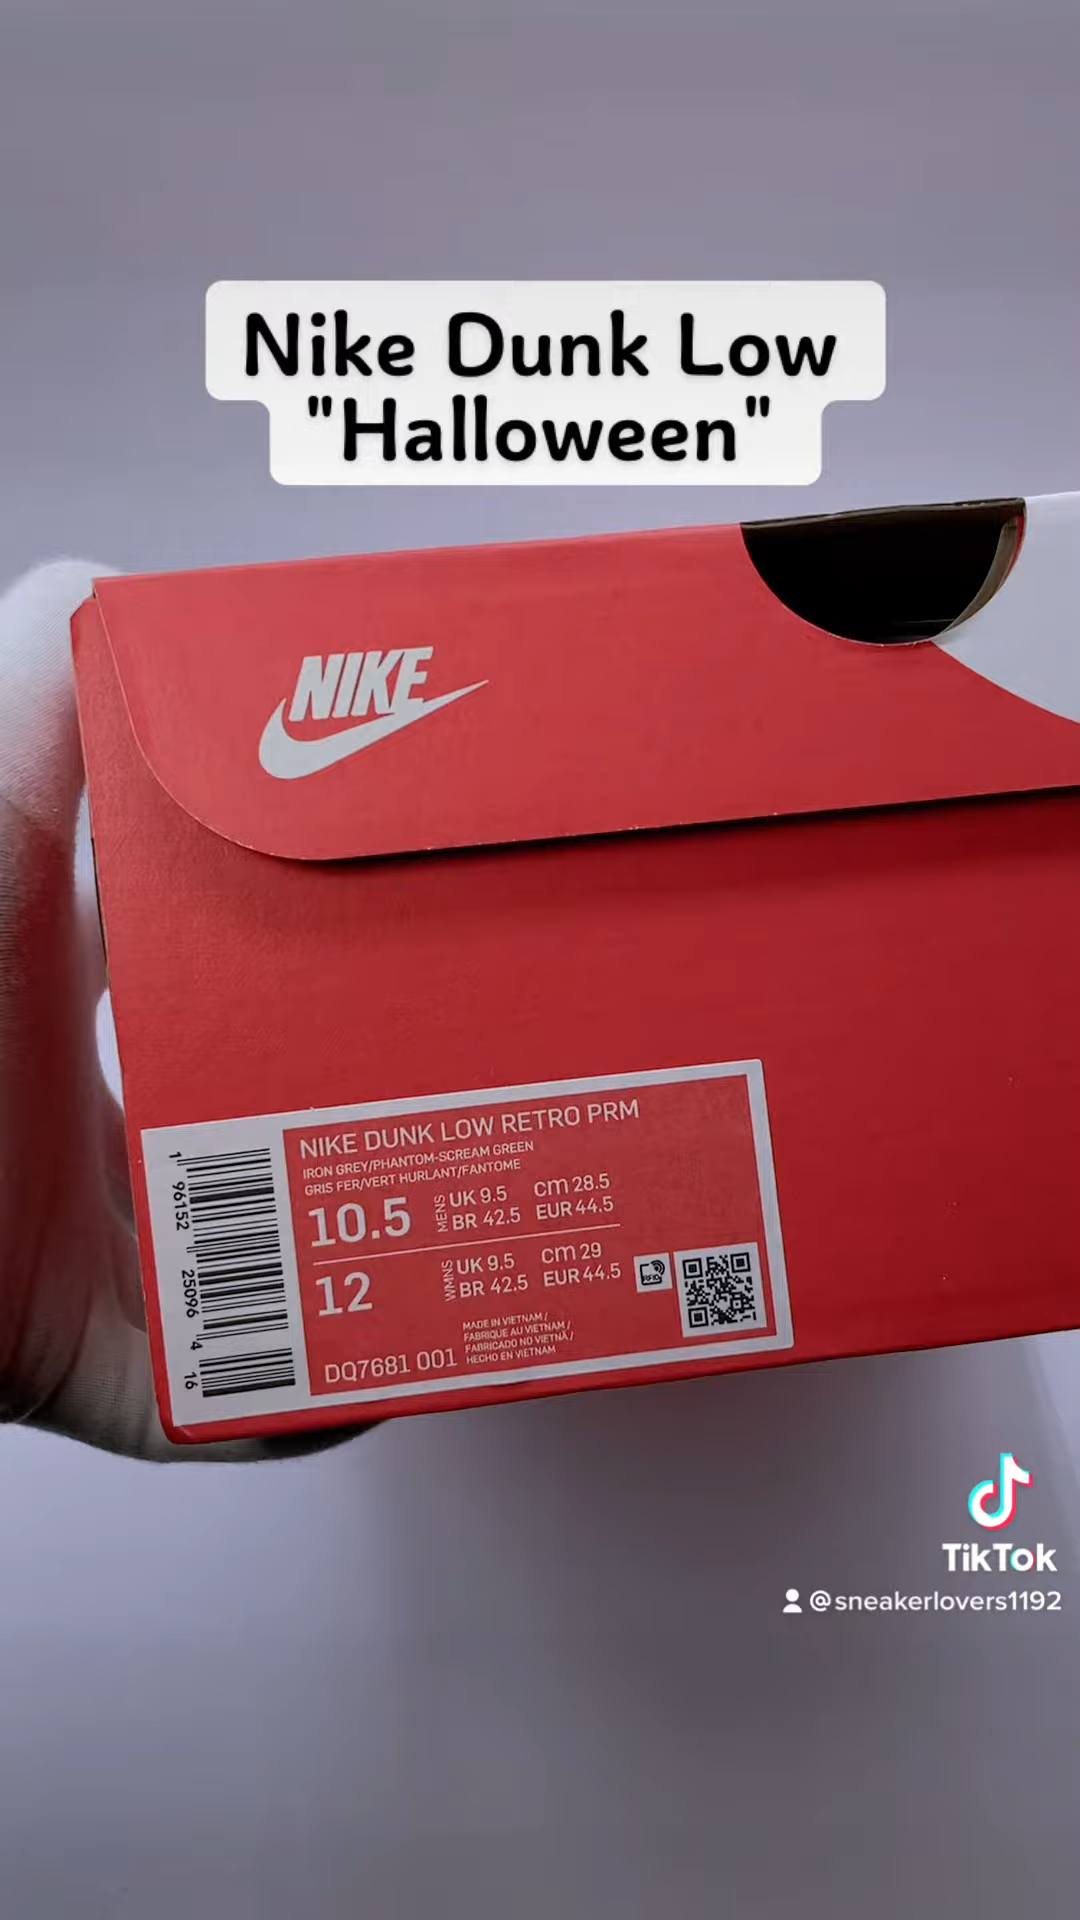 Nike Dunk Low
"Halloween"
NIKE
NIKE DUNK LOW RETRO PRM
IRON GREY/PHANTOM-SCREAM GREEN
GRIS FER/VERT HURLANT/FANTOME
10.5 MENS UK 9.5 cm 28.5
BR 42.5 EUR 44.5
12 WMNS UK 9.5 cm 29
BR 42.5 EUR 44.5
RFID
MADE IN VIETNAM /
FABRIQUE AU VIETNAM /
FABRICADO NO VIETNÃ /
HECHO EN VIETNAM
DQ7681 001
1 96152 25096 4 16
TikTok
@sneakerlovers1192